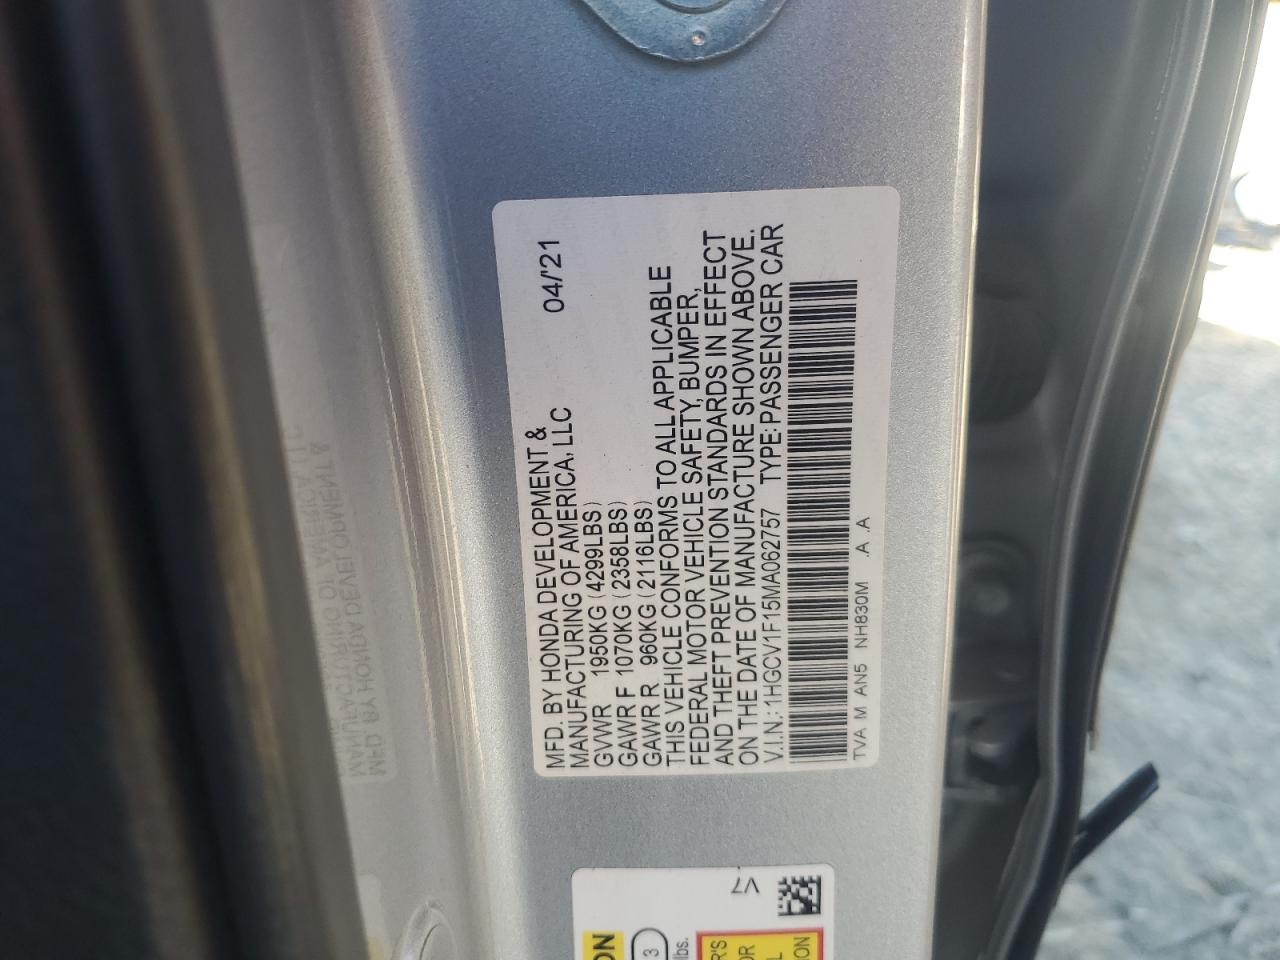 MFD. BY HONDA DEVELOPMENT &
MANUFACTURING OF AMERICA, LLC 04/'21
GVWR 1950KG (4299LBS)
GAWR F 1070KG (2358LBS)
GAWR R 960KG (2116LBS)
THIS VEHICLE CONFORMS TO ALL APPLICABLE
FEDERAL MOTOR VEHICLE SAFETY, BUMPER,
AND THEFT PREVENTION STANDARDS IN EFFECT
ON THE DATE OF MANUFACTURE SHOWN ABOVE.
V.I.N.:1HGCV1F15MA062757 TYPE: PASSENGER CAR
TVA M AN5 NH830M .A .A
V7
3
lbs.